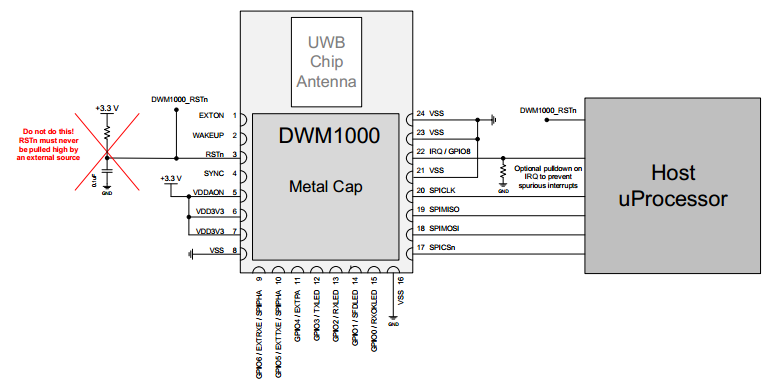 UWB
Chip
Antenna
DWM1000
Metal Cap
+3.3 V
Do not do this!
RSTn must never
be pulled high by
an external source
0.1uF
GND
DWM1000_RSTn
EXTON 1
WAKEUP 2
RSTn 3
SYNC 4
+3.3 V
VDDAON 5
VDD3V3 6
VDD3V3 7
VSS 8
9 GPIO6 / EXTRXE / SPIPHA
10 GPIO5 / EXTTXE / SPIPHA
11 GPIO4 / EXTPA
12 GPIO3 / TXLED
13 GPIO2 / RXLED
14 GPIO1 / SFDLED
15 GPIO0 / RXOKLED
16 VSS
GND
24 VSS
23 VSS
22 IRQ / GPIO8
21 VSS
20 SPICLK
19 SPIMISO
18 SPIMOSI
17 SPICSn
DWM1000_RSTn
Optional pulldown on
IRQ to prevent
spurious interrupts
GND
Host
uProcessor